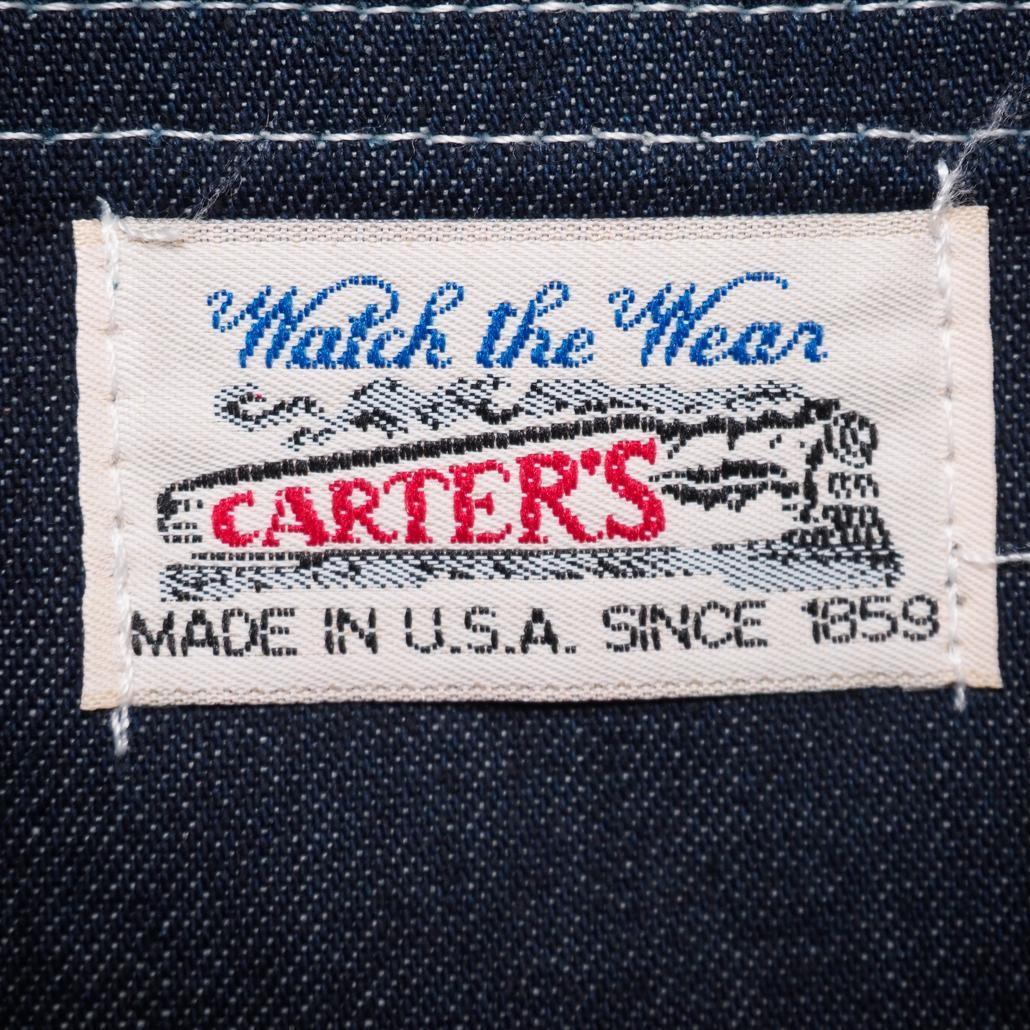 Watch the Wear
CARTER'S
MADE IN U.S.A. SINCE 1859